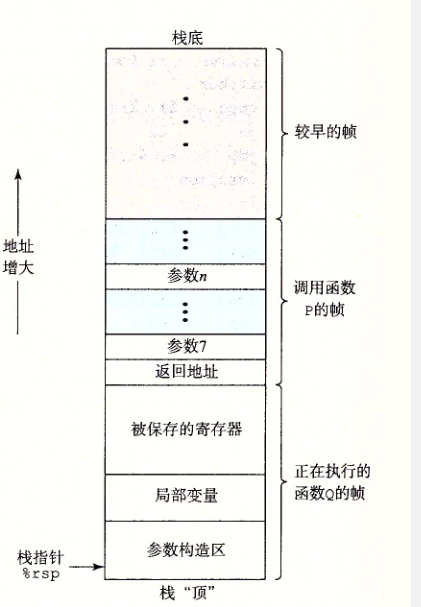 栈底
较早的帧
地址
增大
参数n
调用函数
P的帧
参数7
返回地址
被保存的寄存器
正在执行的
函数Q的帧
局部变量
参数构造区
栈指针
%rsp
栈“顶”